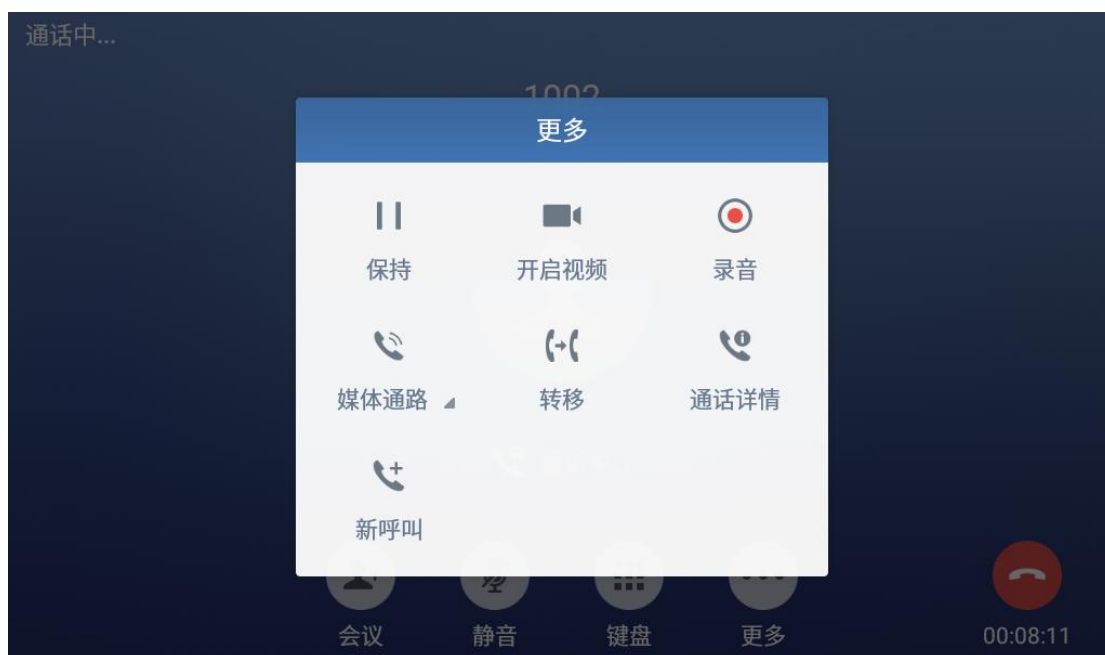 通话中...
1002
更多
保持 开启视频 录音
媒体通路 转移 通话详情
新呼叫
会议 静音 键盘 更多 00:08:11